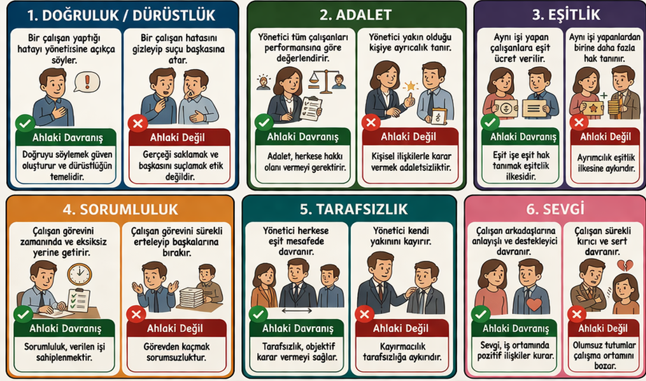 1. DOĞRULUK / DÜRÜSTLÜK
Bir çalışan yaptığı
hatayı yöneticisine açıkça
söyler.
Ahlaki Davranış
Doğruyu söylemek güven
oluşturur ve dürüstlüğün
temelidir.
Bir çalışan hatasını
gizleyip suçu başkasına
atar.
Ahlaki Değil
Gerçeği saklamak ve
başkasını suçlamak etik
değildir.
2. ADALET
Yönetici tüm çalışanları
performansına göre
değerlendirir.
Ahlaki Davranış
Adalet, herkese hakkı
olanı vermeyi gerektirir.
Yönetici yakın olduğu
kişiye ayrıcalık tanır.
Ahlaki Değil
Kişisel ilişkilerle karar
vermek adaletsizliktir.
3. EŞİTLİK
Aynı işi yapan
çalışanlara eşit
ücret verilir.
Ahlaki Davranış
Eşit işe eşit hak
tanımak eşitlik
ilkesidir.
Aynı işi yapanlardan
birine daha fazla
hak tanınır.
Ahlaki Değil
Ayrımcılık eşitlik
ilkesine aykırıdır.
4. SORUMLULUK
Çalışan görevini
zamanında ve eksiksiz
yerine getirir.
Ahlaki Davranış
Sorumluluk, verilen işi
sahiplenmektir.
Çalışan görevini sürekli
erteleyip başkalarına
bırakır.
Ahlaki Değil
Görevden kaçmak
sorumsuzluktur.
5. TARAFSIZLIK
Yönetici herkese
eşit mesafede
davranır.
Ahlaki Davranış
Tarafsızlık, objektif
karar vermeyi sağlar.
Yönetici kendi
yakınını kayırır.
Ahlaki Değil
Kayırmacılık
tarafsızlığa aykırıdır.
6. SEVGİ
Çalışan arkadaşlarına
anlayışlı ve destekleyici
davranır.
Ahlaki Davranış
Sevgi, iş ortamında
pozitif ilişkiler kurar.
Çalışan sürekli
kırıcı ve sert davranır.
Ahlaki Değil
Olumsuz tutumlar
çalışma ortamını
bozar.